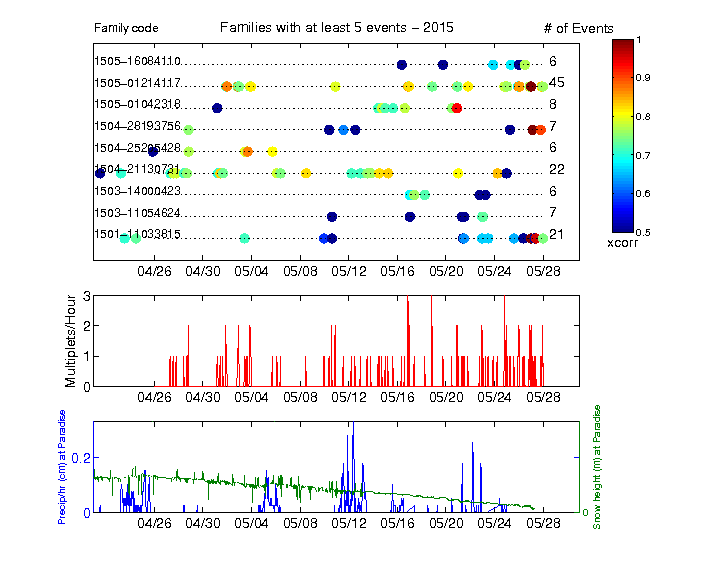 Family code Families with at least 5 events – 2015 # of Events
1505–16084110 6
1505–01214117 45
1505–01042318 8
1504–28193756 7
1504–25205428 6
1504–21130731 22
1503–14000423 6
1503–11054624 7
1501–11033815 21
04/26 04/30 05/04 05/08 05/12 05/16 05/20 05/24 05/28
1
0.9
0.8
0.7
0.6
0.5
xcorr
Multiplets/Hour
3
2
1
0
04/26 04/30 05/04 05/08 05/12 05/16 05/20 05/24 05/28
Precip/hr (cm) at Paradise
0.2
0
0
Snow height (m) at Paradise
04/26 04/30 05/04 05/08 05/12 05/16 05/20 05/24 05/28